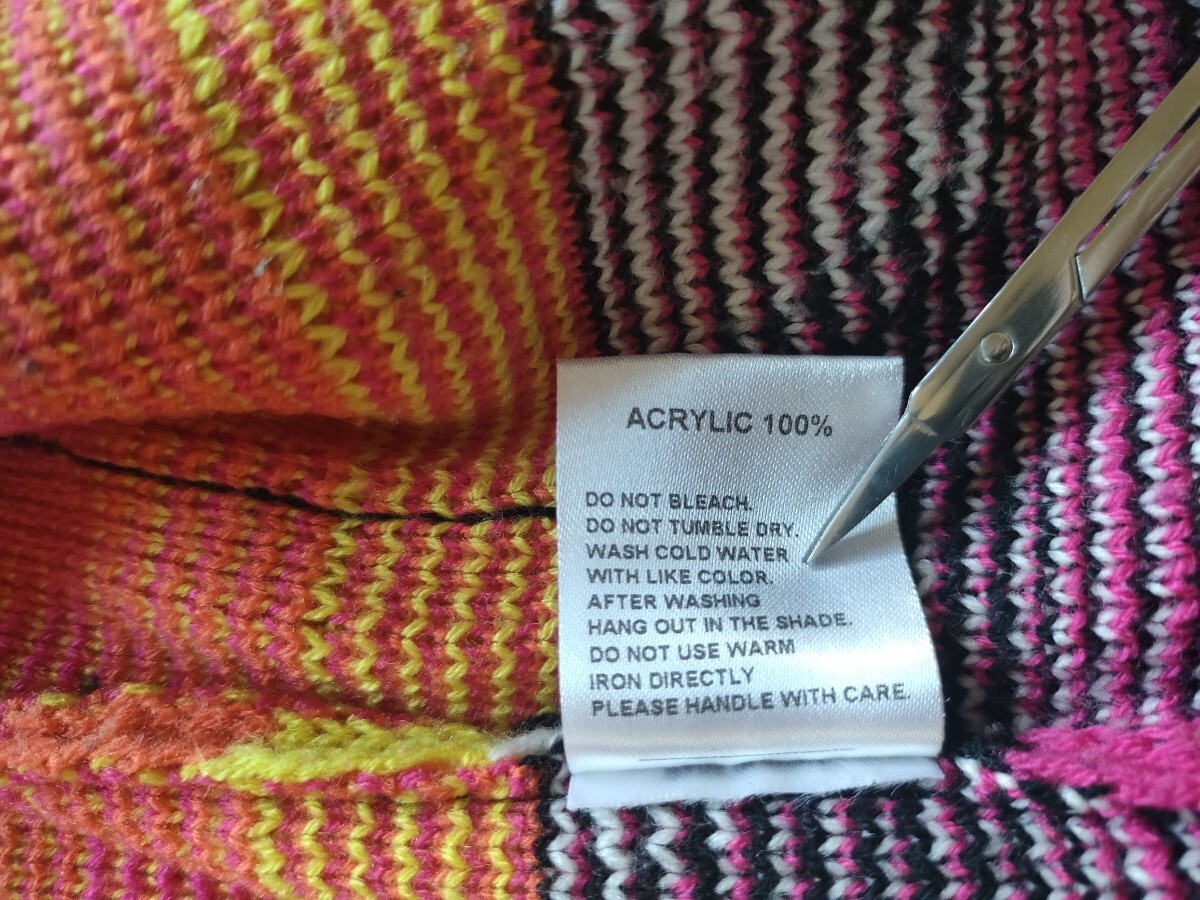 ACRYLIC 100%
DO NOT BLEACH.
DO NOT TUMBLE DRY.
WASH COLD WATER
WITH LIKE COLOR.
AFTER WASHING
HANG OUT IN THE SHADE.
DO NOT USE WARM
IRON DIRECTLY
PLEASE HANDLE WITH CARE.